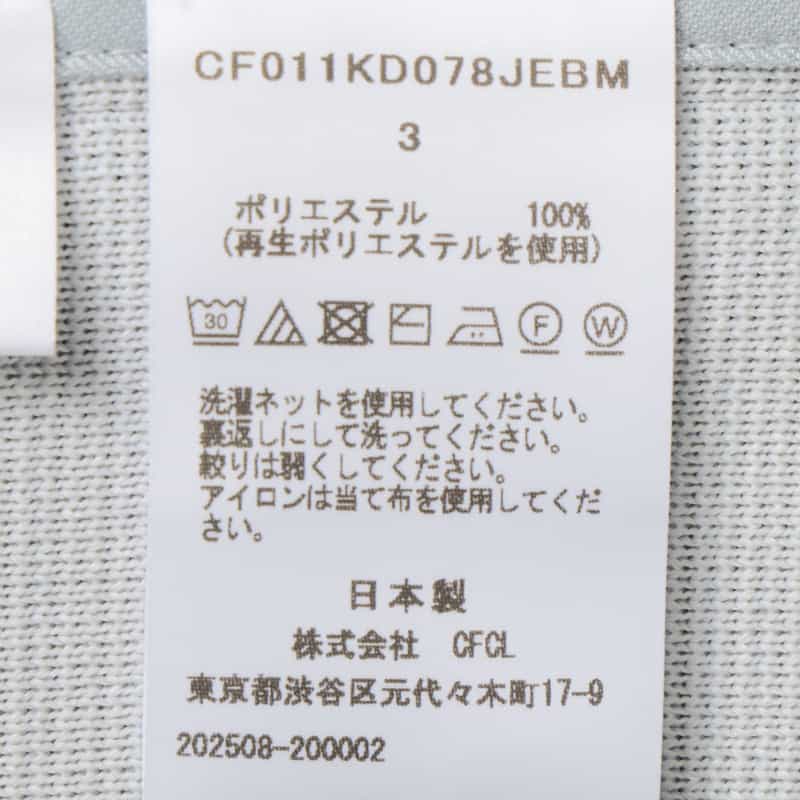 CF011KD078JEBM
3
ポリエステル 100%
(再生ポリエステルを使用)
30
F W
洗濯ネットを使用してください。
裏返しにして洗ってください。
絞りは弱くしてください。
アイロンは当て布を使用してくだ
さい。
日本製
株式会社 CFCL
東京都渋谷区元代々木町17-9
202508-200002